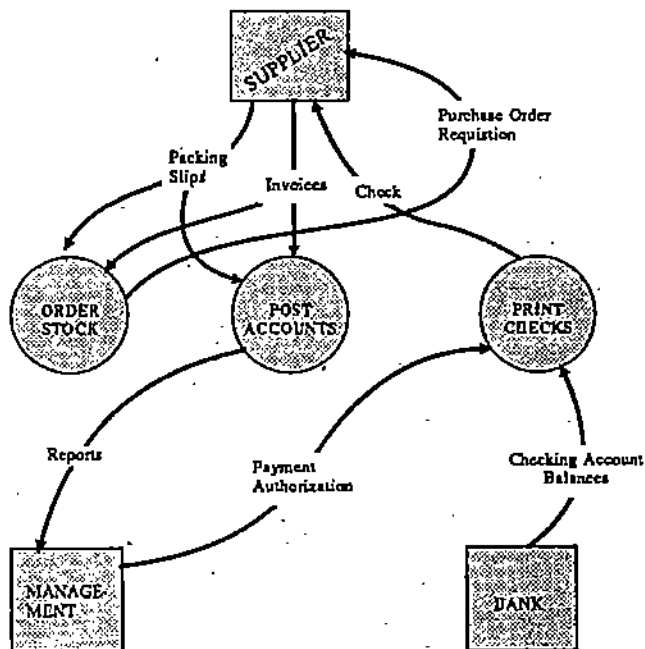 SUPPLIER
Purchase Order
Requistion
Packing
Slips
Invoices
Check
ORDER
STOCK
POST
ACCOUNTS
PRINT
CHECKS
Reports
Payment
Authorization
Checking Account
Balances
MANAGE-
MENT
BANK